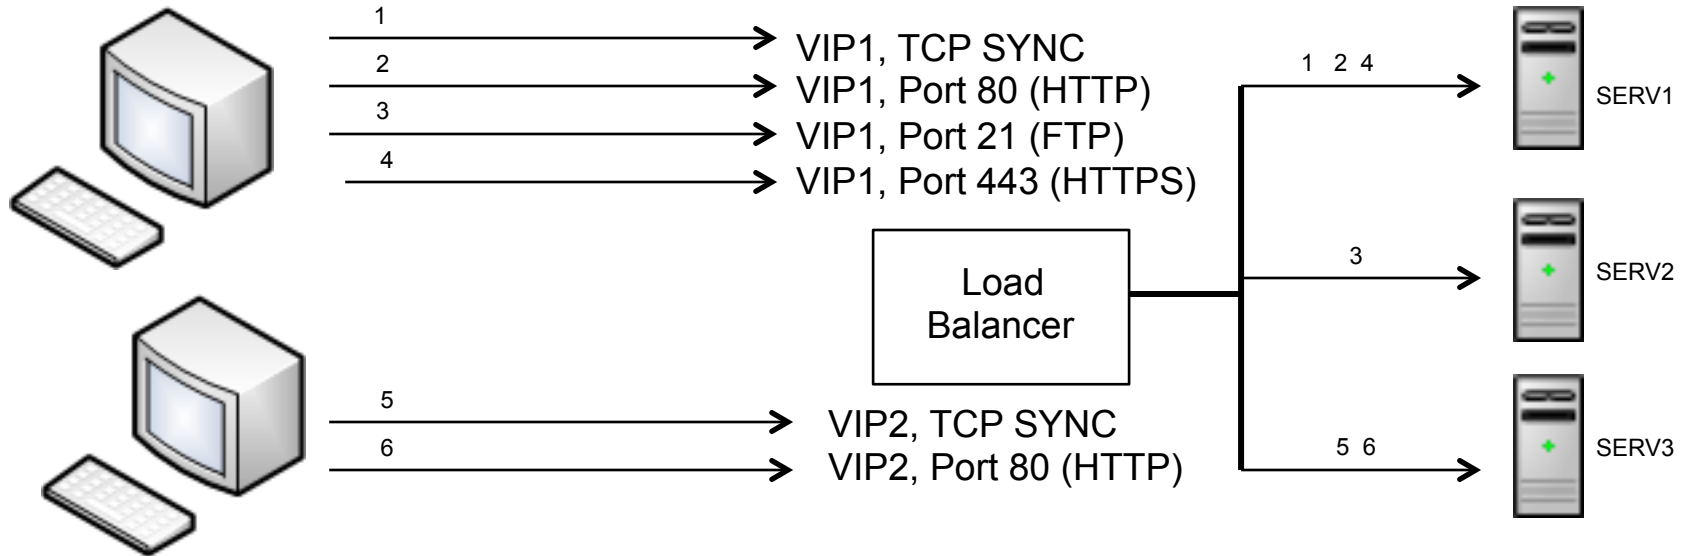 1
VIP1, TCP SYNC
2
VIP1, Port 80 (HTTP)
3
VIP1, Port 21 (FTP)
4
VIP1, Port 443 (HTTPS)
1 2 4
SERV1
Load
Balancer
3
SERV2
5
VIP2, TCP SYNC
6
VIP2, Port 80 (HTTP)
5 6
SERV3